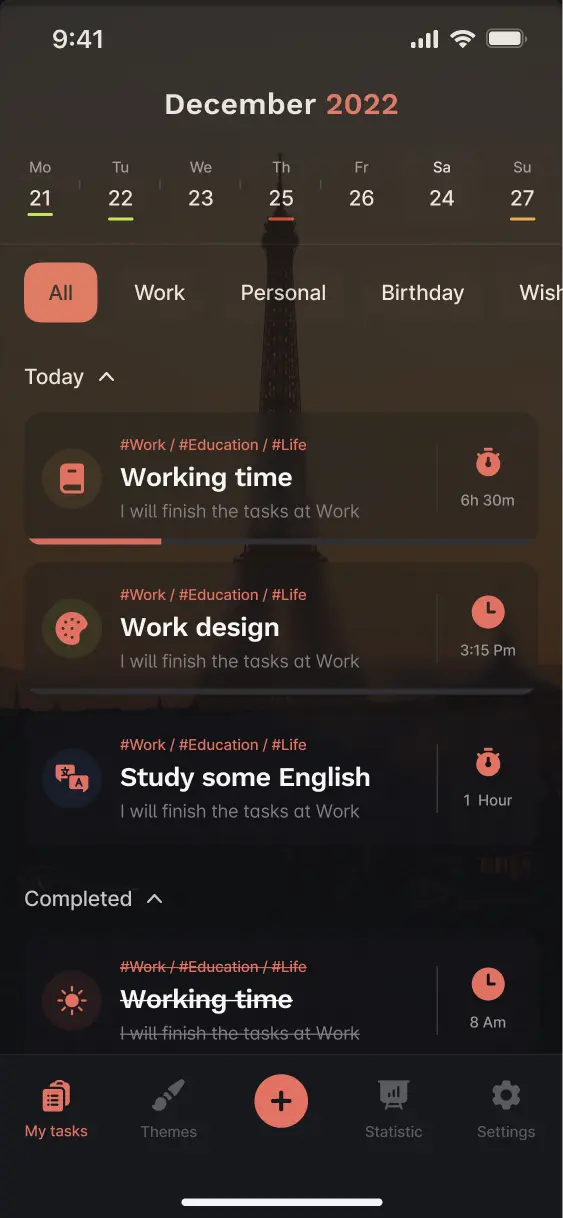 9:41
December 2022
Mo Tu We Th Fr Sa Su
21 22 23 25 26 24 27
All Work Personal Birthday Wish
Today
#Work / #Education / #Life
Working time
I will finish the tasks at Work
6h 30m
#Work / #Education / #Life
Work design
I will finish the tasks at Work
3:15 Pm
#Work / #Education / #Life
Study some English
I will finish the tasks at Work
1 Hour
Completed
#Work / #Education / #Life
Working time
I will finish the tasks at Work
8 Am
My tasks Themes Statistic Settings